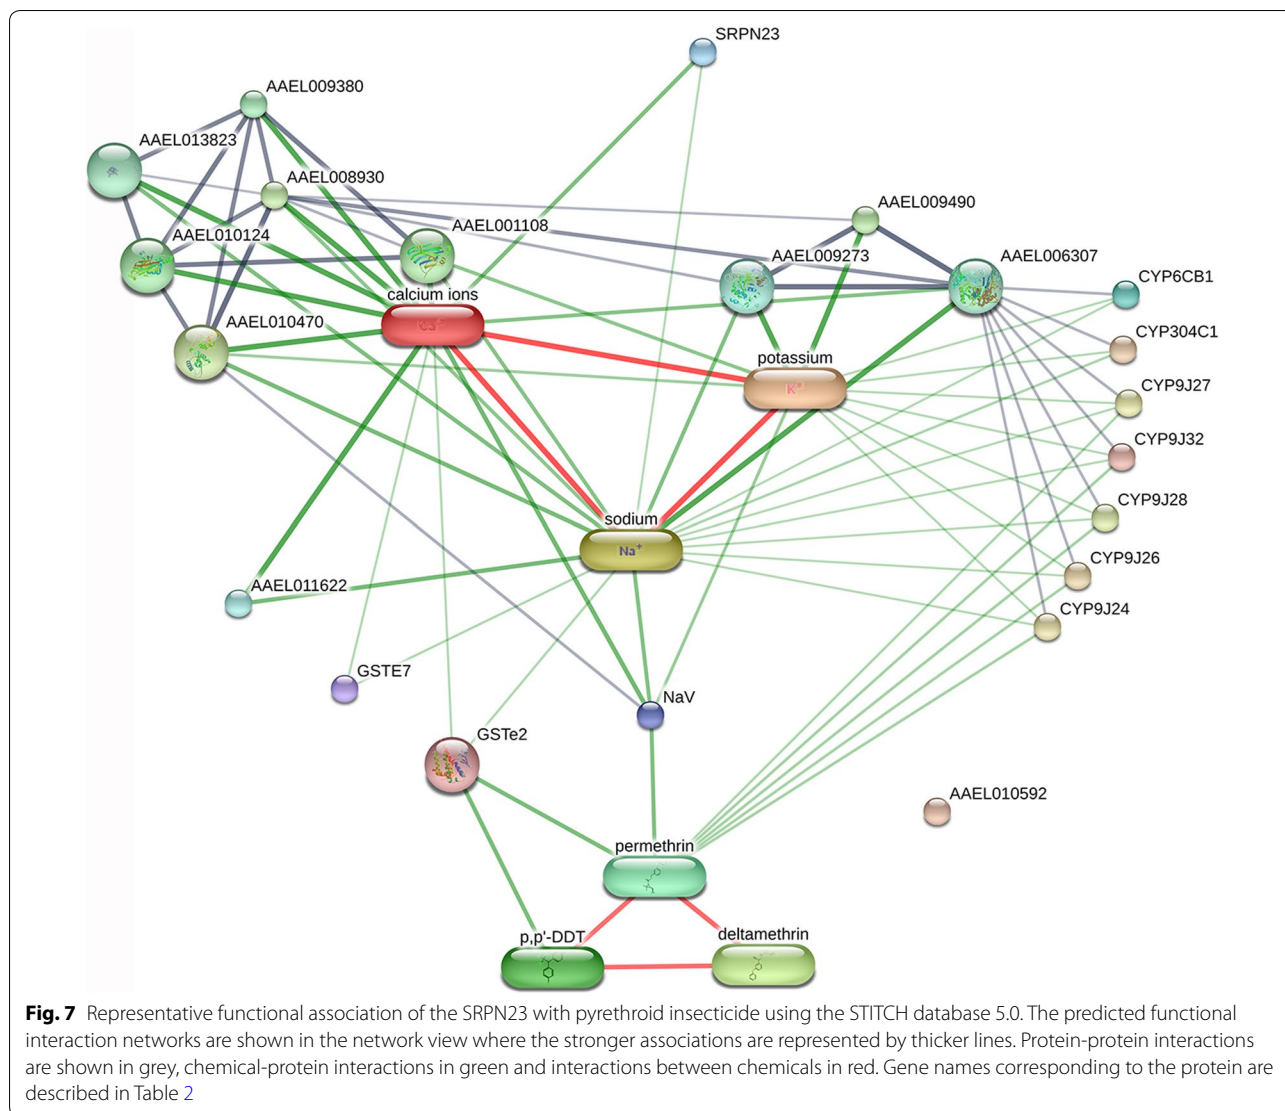 SRPN23
AAEL009380
AAEL013823
AAEL008930
AAEL009490
AAEL001108
AAEL010124
AAEL009273
AAEL006307
CYP6CB1
calcium ions
Ca²⁺
AAEL010470
CYP304C1
potassium
K⁺
CYP9J27
CYP9J32
CYP9J28
sodium
Na⁺
CYP9J26
AAEL011622
CYP9J24
GSTE7
NaV
GSTe2
AAEL010592
permethrin
p,p'-DDT
deltamethrin
Fig. 7 Representative functional association of the SRPN23 with pyrethroid insecticide using the STITCH database 5.0. The predicted functional
interaction networks are shown in the network view where the stronger associations are represented by thicker lines. Protein-protein interactions
are shown in grey, chemical-protein interactions in green and interactions between chemicals in red. Gene names corresponding to the protein are
described in Table 2